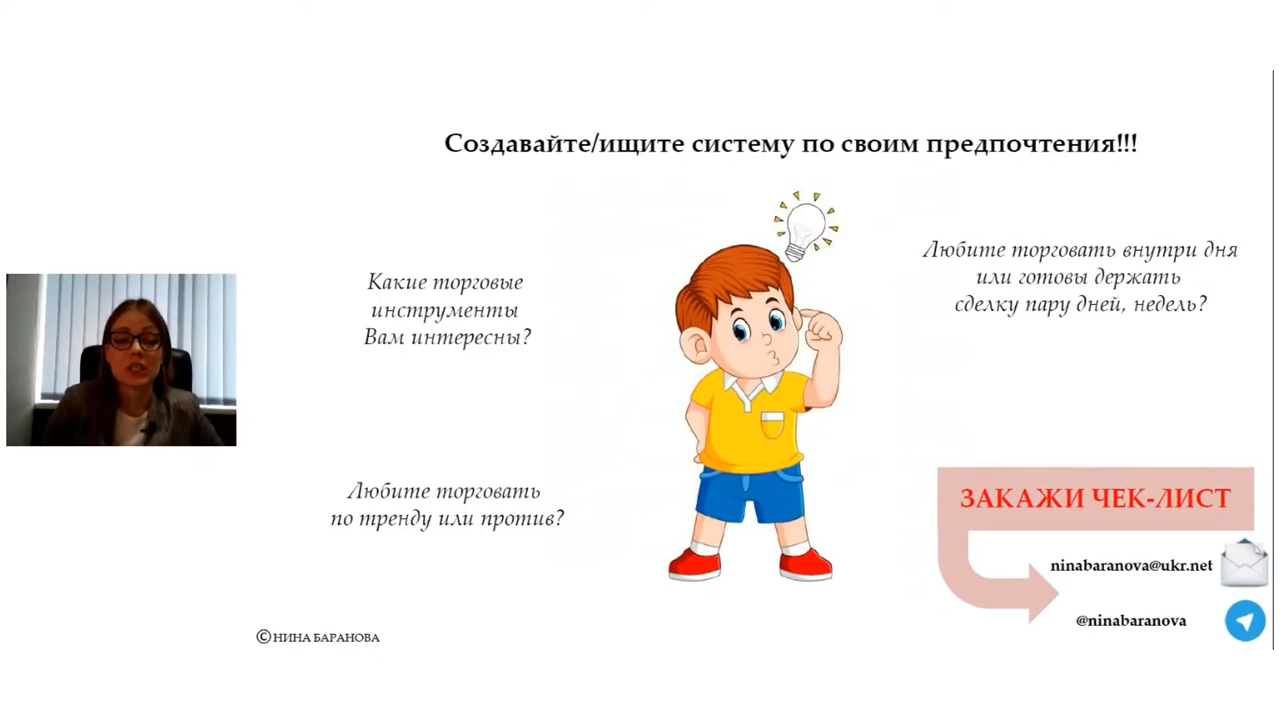 Создавайте/ищите систему по своим предпочтения!!!
Какие торговые
инструменты
Вам интересны?
Любите торговать внутри дня
или готовы держать
сделку пару дней, недель?
Любите торговать
по тренду или против?
ЗАКАЖИ ЧЕК-ЛИСТ
ninabaranova@ukr.net
@ninabaranova
©НИНА БАРАНОВА